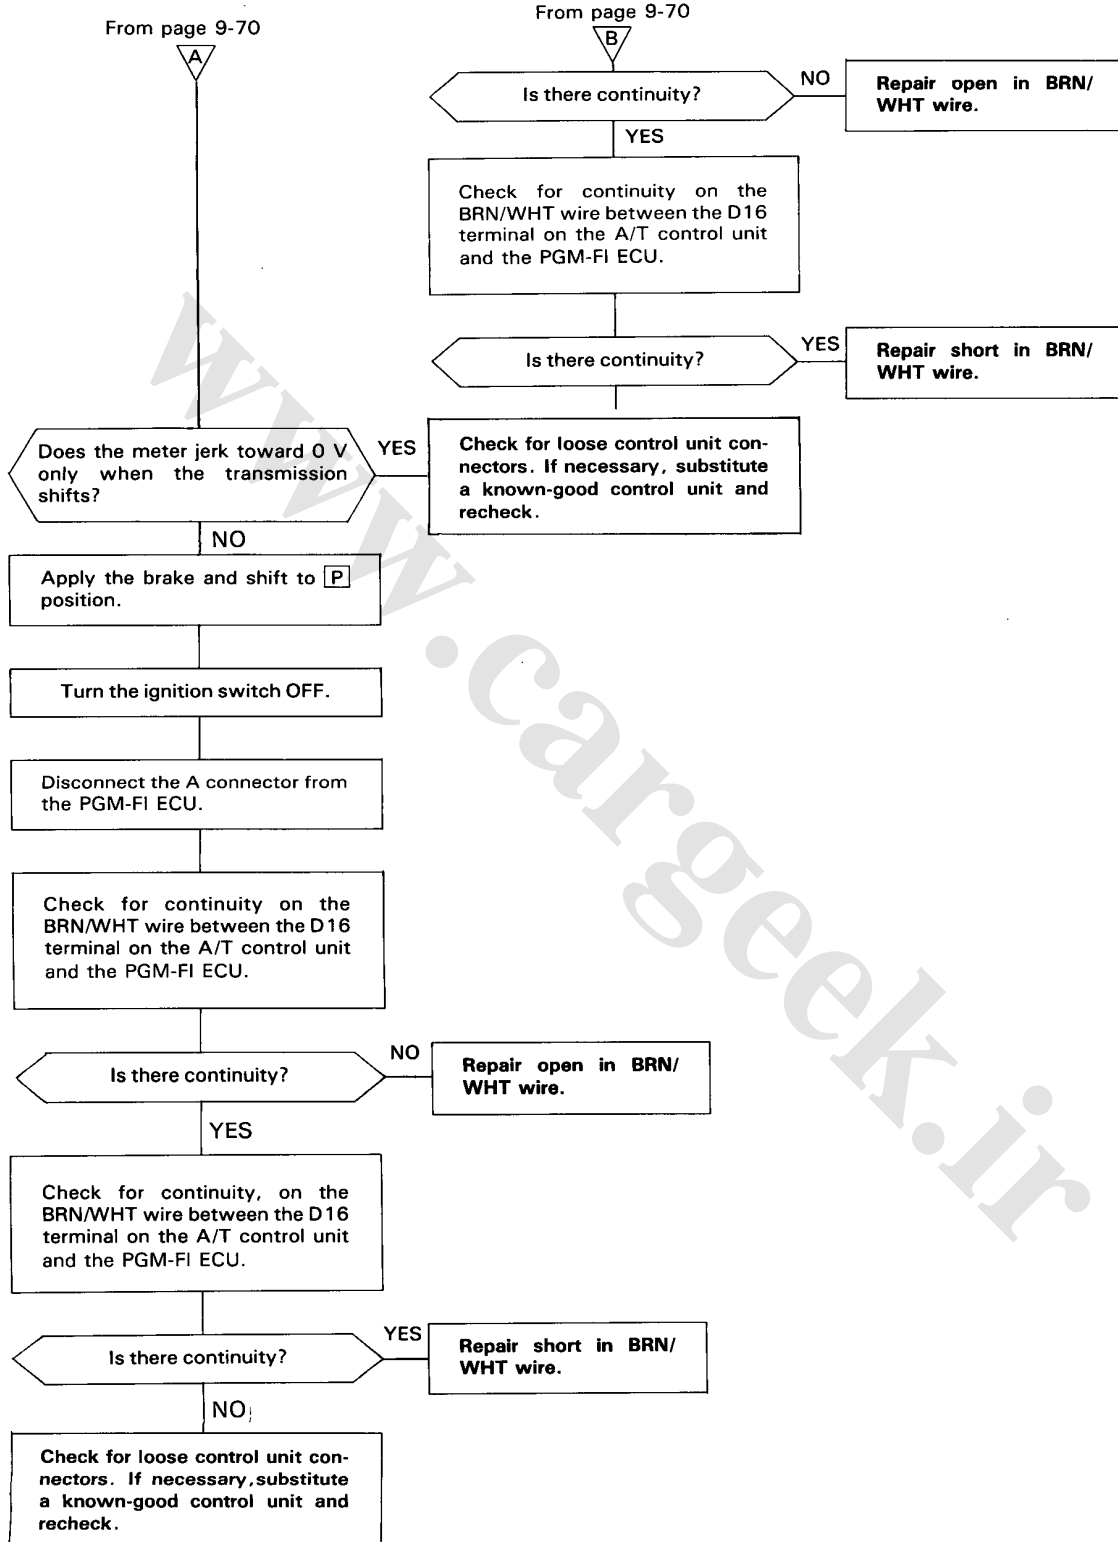 From page 9-70
A
From page 9-70
B
Is there continuity?
NO
Repair open in BRN/
WHT wire.
YES
Check for continuity on the
BRN/WHT wire between the D16
terminal on the A/T control unit
and the PGM-FI ECU.
Is there continuity?
YES
Repair short in BRN/
WHT wire.
Does the meter jerk toward 0 V
only when the transmission
shifts?
YES
Check for loose control unit con-
nectors. If necessary, substitute
a known-good control unit and
recheck.
NO
Apply the brake and shift to P
position.
Turn the ignition switch OFF.
Disconnect the A connector from
the PGM-FI ECU.
Check for continuity on the
BRN/WHT wire between the D16
terminal on the A/T control unit
and the PGM-FI ECU.
Is there continuity?
NO
Repair open in BRN/
WHT wire.
YES
Check for continuity, on the
BRN/WHT wire between the D16
terminal on the A/T control unit
and the PGM-FI ECU.
Is there continuity?
YES
Repair short in BRN/
WHT wire.
NO
Check for loose control unit con-
nectors. If necessary,substitute
a known-good control unit and
recheck.
www.cargeek.ir